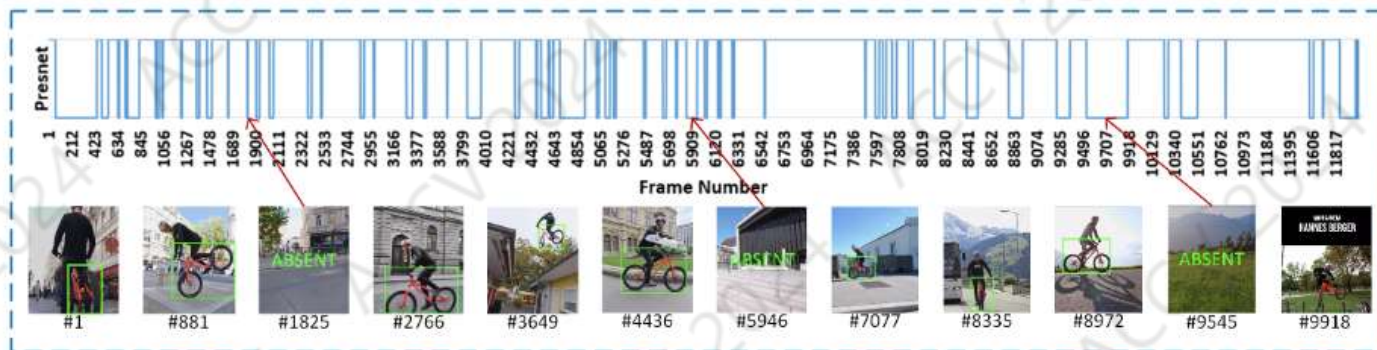 Presnet
1 212 423 634 845 1056 1267 1478 1689 1900 2111 2322 2533 2744 2955 3166 3377 3588 3799 4010 4221 4432 4643 4854 5065 5276 5487 5698 5909 6120 6331 6542 6753 6964 7175 7386 7597 7808 8019 8230 8441 8652 8863 9074 9285 9496 9707 9918 10129 10340 10551 10762 10973 11184 11395 11606 11817
Frame Number
ABSENT ABSENT ABSENT
HANNES BERGER
#1 #881 #1825 #2766 #3649 #4436 #5946 #7077 #8335 #8972 #9545 #9918
ACCV 2024